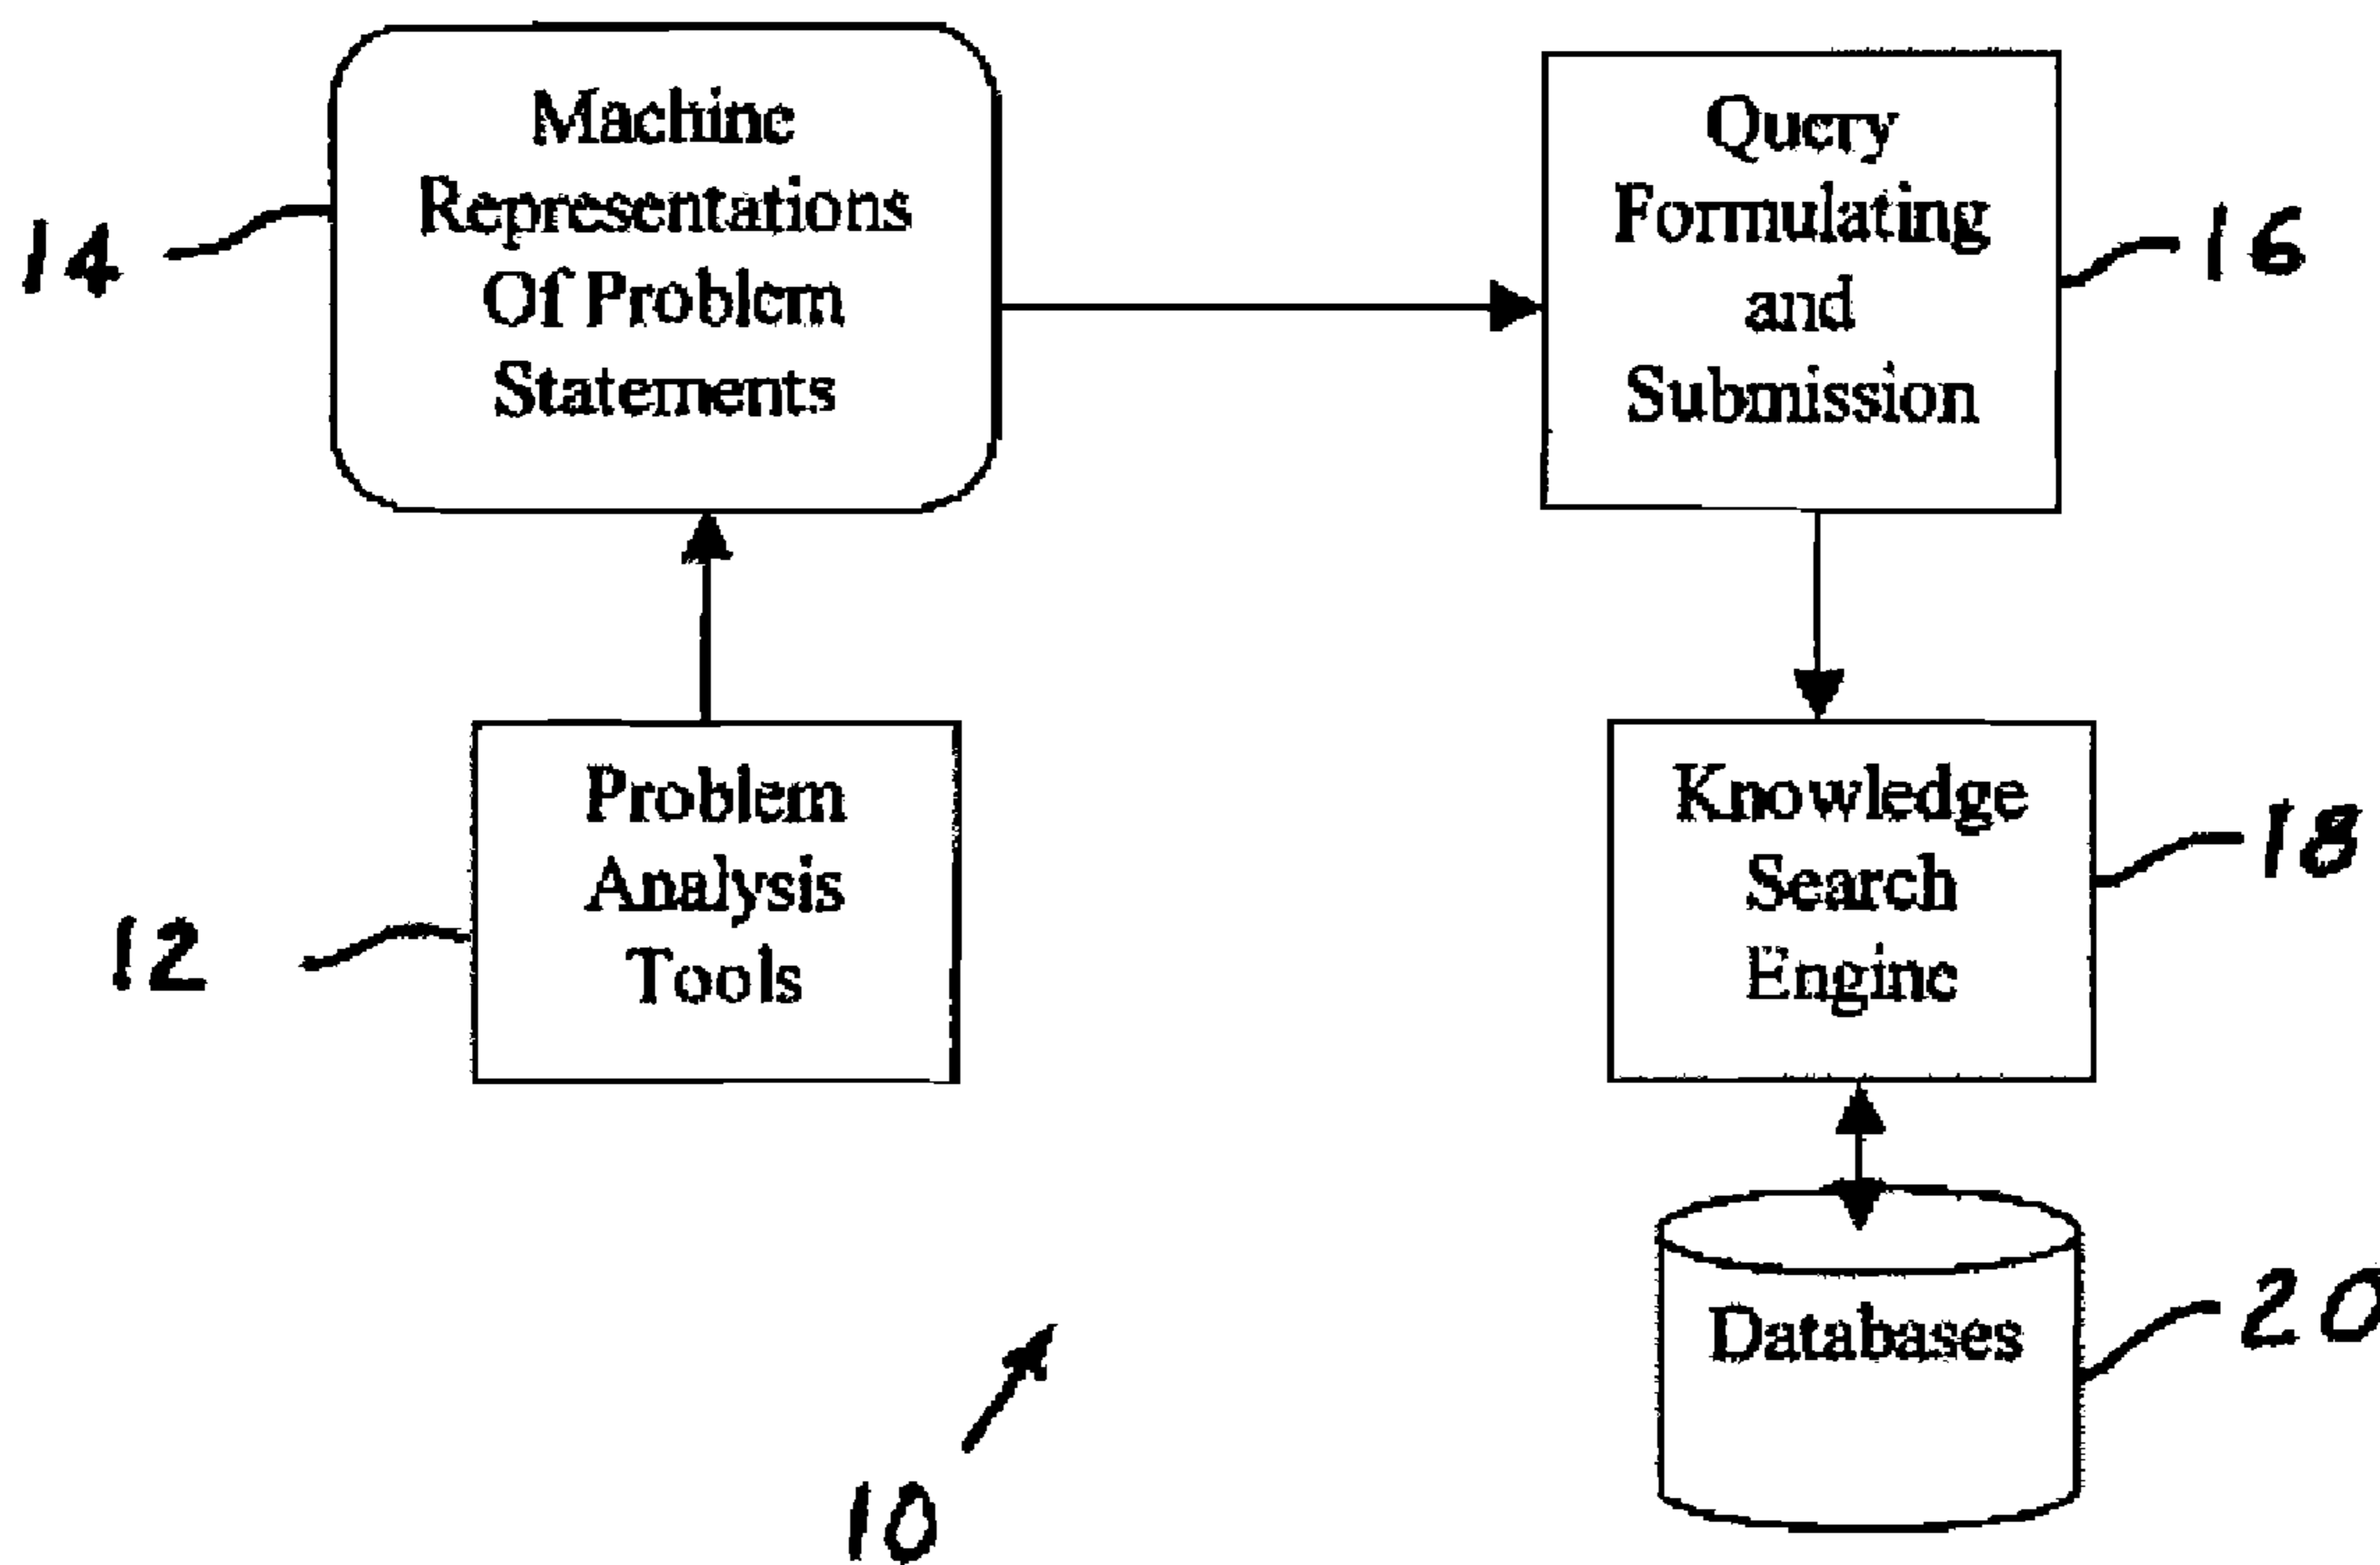 Machine
Representations
Of Problem
Statements
14
Query
Formulating
and
Submission
16
Problem
Analysis
Tools
12
Knowledge
Search
Engine
18
Databases
20
10